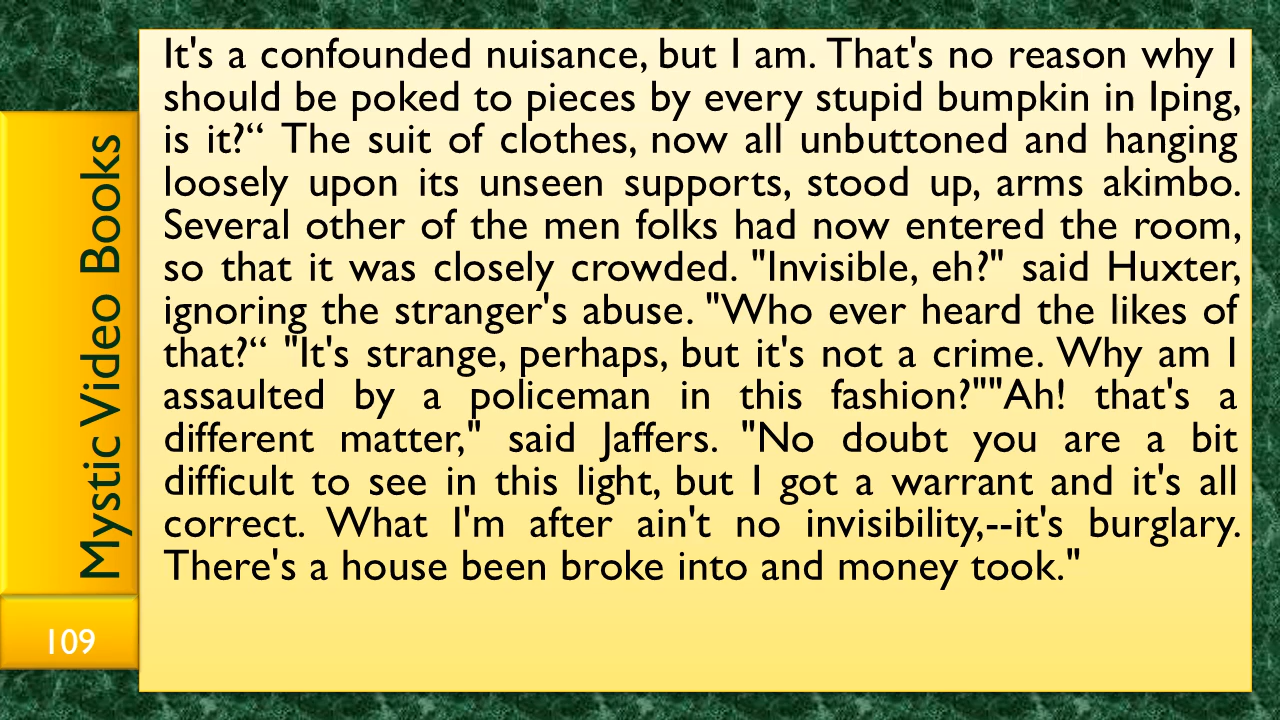 It's a confounded nuisance, but I am. That's no reason why I
should be poked to pieces by every stupid bumpkin in Iping,
is it?“ The suit of clothes, now all unbuttoned and hanging
loosely upon its unseen supports, stood up, arms akimbo.
Several other of the men folks had now entered the room,
so that it was closely crowded. "Invisible, eh?" said Huxter,
ignoring the stranger's abuse. "Who ever heard the likes of
that?“ "It's strange, perhaps, but it's not a crime. Why am I
assaulted by a policeman in this fashion?""Ah! that's a
different matter," said Jaffers. "No doubt you are a bit
difficult to see in this light, but I got a warrant and it's all
correct. What I'm after ain't no invisibility,--it's burglary.
There's a house been broke into and money took."
Mystic Video Books
109